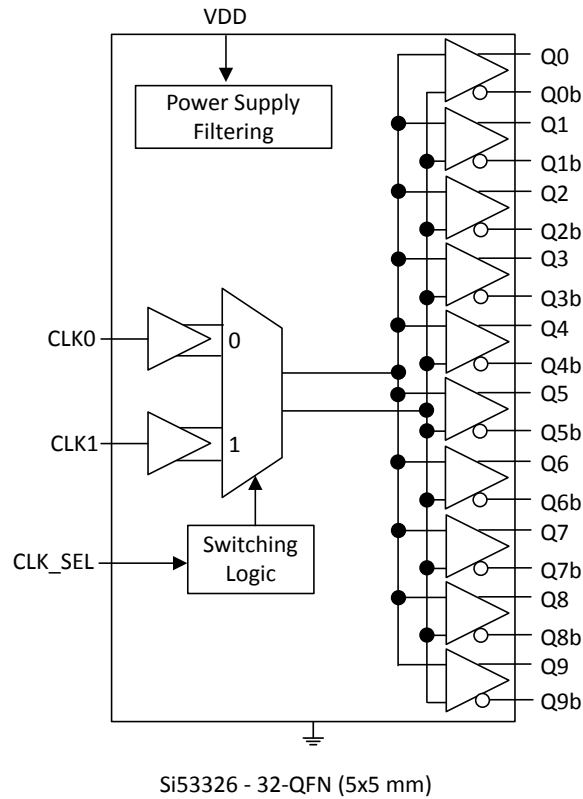 VDD
Power Supply
Filtering
Q0
Q0b
Q1
Q1b
Q2
Q2b
Q3
Q3b
CLK0
0
Q4
Q4b
Q5
CLK1
1
Q5b
Q6
Q6b
Switching
Logic
CLK_SEL
Q7
Q7b
Q8
Q8b
Q9
Q9b
Si53326 - 32-QFN (5x5 mm)